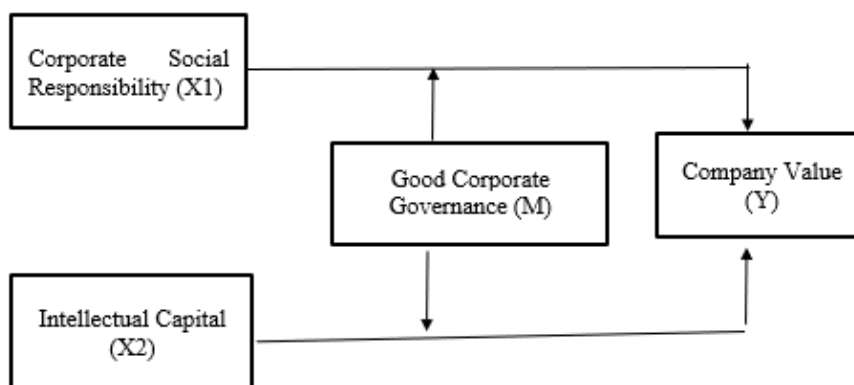 Corporate Social
Responsibility (X1)
Good Corporate
Governance (M)
Company Value
(Y)
Intellectual Capital
(X2)